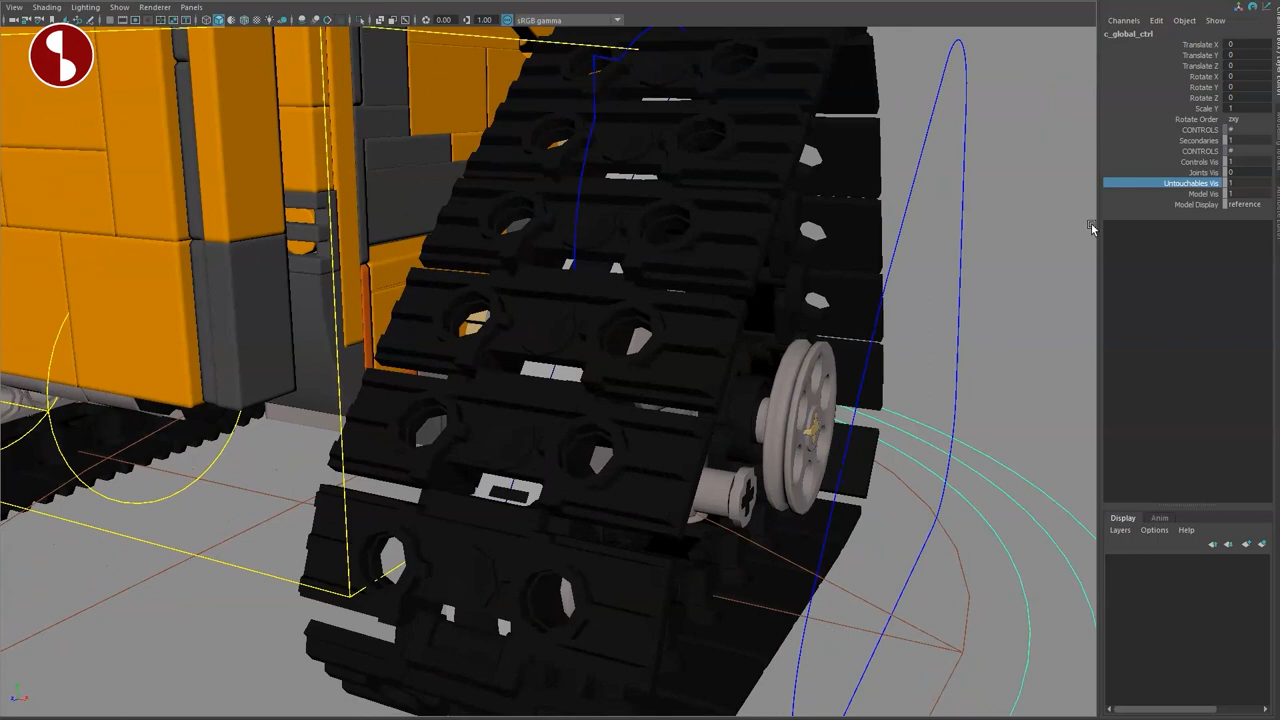 View Shading Lighting Show Renderer Panels
0.00 1.00 sRGB gamma
Channels Edit Object Show
c_global_ctrl
Translate X 0
Translate Y 0
Translate Z 0
Rotate X 0
Rotate Y 0
Rotate Z 0
Scale Y 1
Rotate Order zxy
CONTROLS #
Secondaries 1
CONTROLS #
Controls Vis 1
Joints Vis 0
Untouchables Vis 1
Model Vis 1
Model Display reference
Display Anim
Layers Options Help